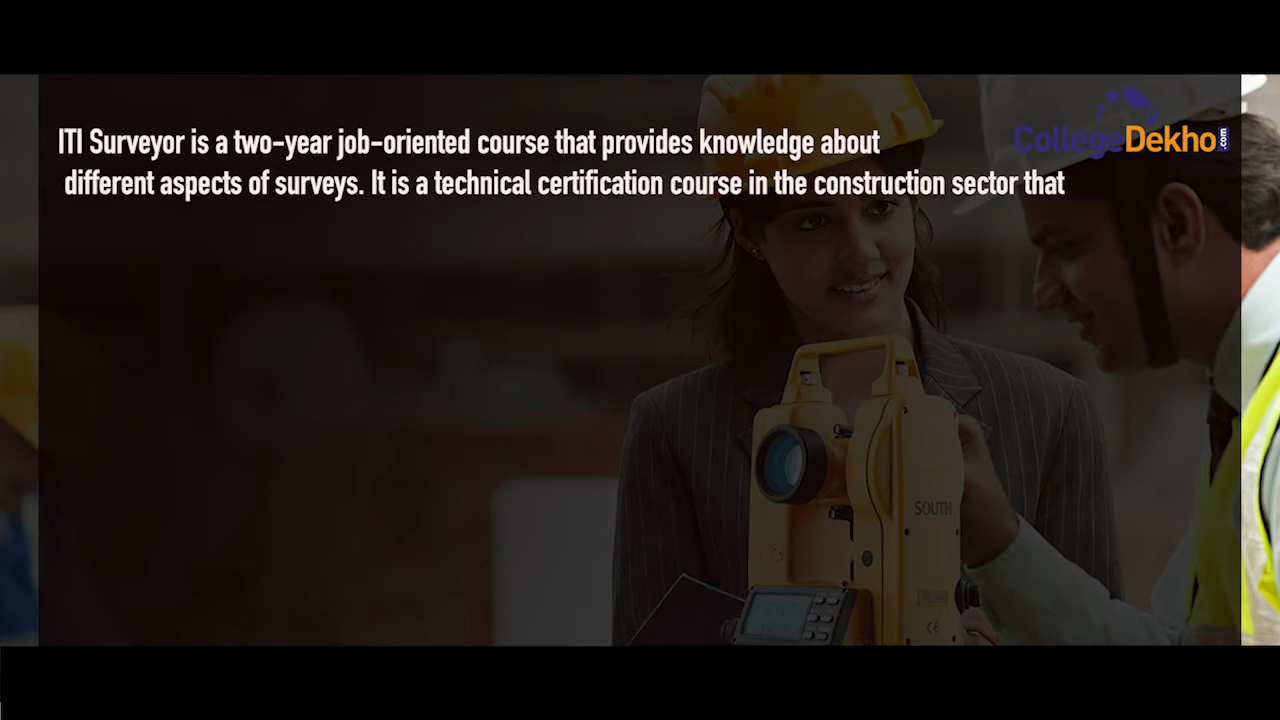 ITI Surveyor is a two-year job-oriented course that provides knowledge about
different aspects of surveys. It is a technical certification course in the construction sector that
CollegeDekho.com
SOUTH
CE